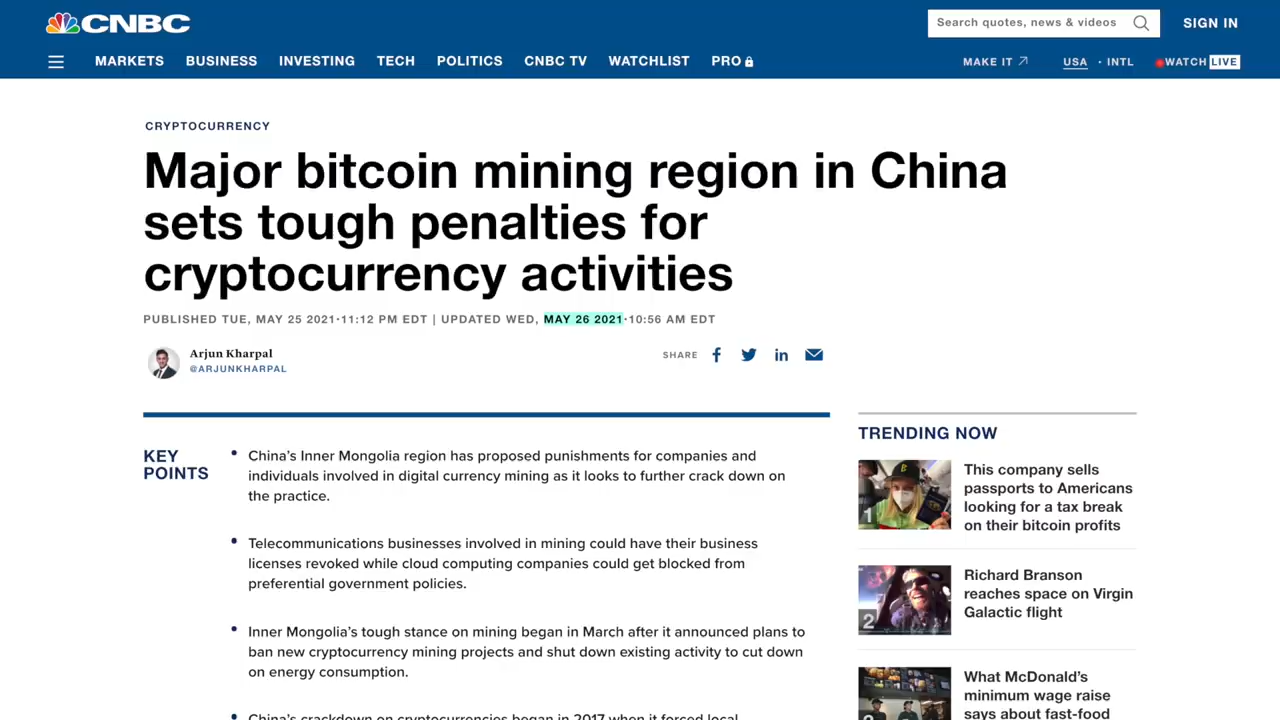 CNBC
Search quotes, news & videos
SIGN IN
MARKETS BUSINESS INVESTING TECH POLITICS CNBC TV WATCHLIST PRO
MAKE IT USA · INTL WATCH LIVE
CRYPTOCURRENCY
Major bitcoin mining region in China
sets tough penalties for
cryptocurrency activities
PUBLISHED TUE, MAY 25 2021·11:12 PM EDT | UPDATED WED, MAY 26 2021·10:56 AM EDT
Arjun Kharpal
@ARJUNKHARPAL
SHARE
KEY
POINTS
• China’s Inner Mongolia region has proposed punishments for companies and
individuals involved in digital currency mining as it looks to further crack down on
the practice.
• Telecommunications businesses involved in mining could have their business
licenses revoked while cloud computing companies could get blocked from
preferential government policies.
• Inner Mongolia’s tough stance on mining began in March after it announced plans to
ban new cryptocurrency mining projects and shut down existing activity to cut down
on energy consumption.
• China’s crackdown on cryptocurrencies began in 2017 when it forced local
TRENDING NOW
1
This company sells
passports to Americans
looking for a tax break
on their bitcoin profits
2
Richard Branson
reaches space on Virgin
Galactic flight
What McDonald’s
minimum wage raise
says about fast-food